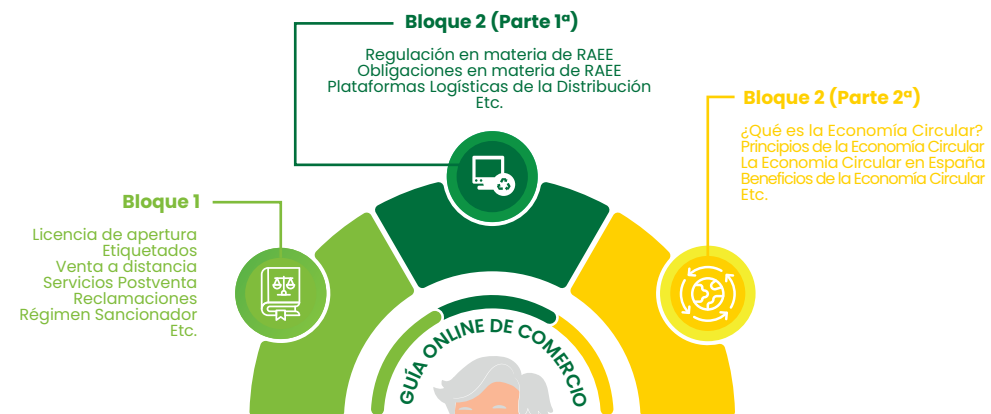 Bloque 2 (Parte 1ª)
Regulación en materia de RAEE
Obligaciones en materia de RAEE
Plataformas Logísticas de la Distribución
Etc.
Bloque 2 (Parte 2ª)
¿Qué es la Economía Circular?
Principios de la Economía Circular
La Economía Circular en España
Beneficios de la Economía Circular
Etc.
Bloque 1
Licencia de apertura
Etiquetados
Venta a distancia
Servicios Postventa
Reclamaciones
Régimen Sancionador
Etc.
GUÍA ONLINE DE COMERCIO